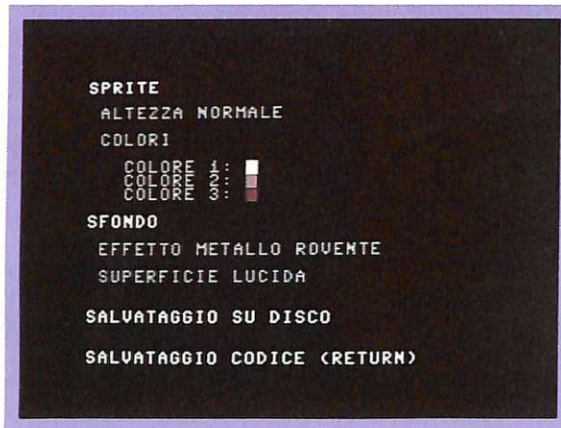 SPRITE
ALTEZZA NORMALE
COLORI
COLORE 1:
COLORE 2:
COLORE 3:
SFONDO
EFFETTO METALLO ROVENTE
SUPERFICIE LUCIDA
SALVATAGGIO SU DISCO
SALVATAGGIO CODICE (RETURN)